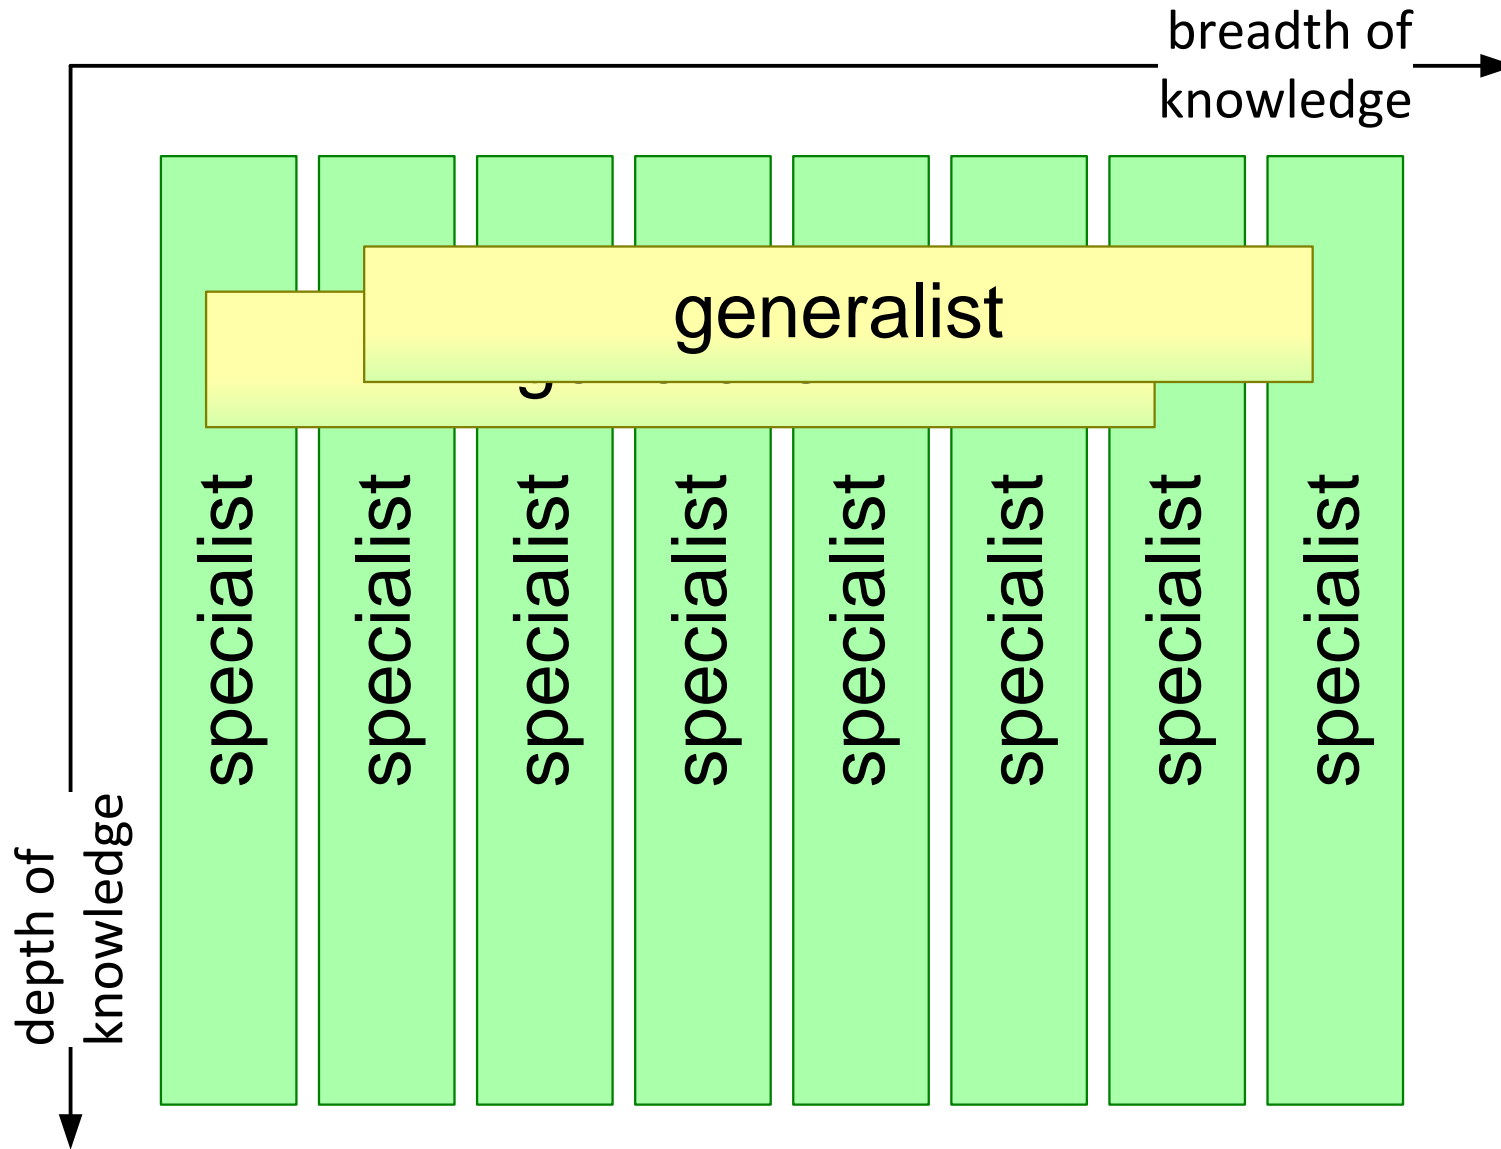 breadth of
knowledge
generalist
specialist
specialist
specialist
specialist
specialist
specialist
specialist
specialist
depth of
knowledge